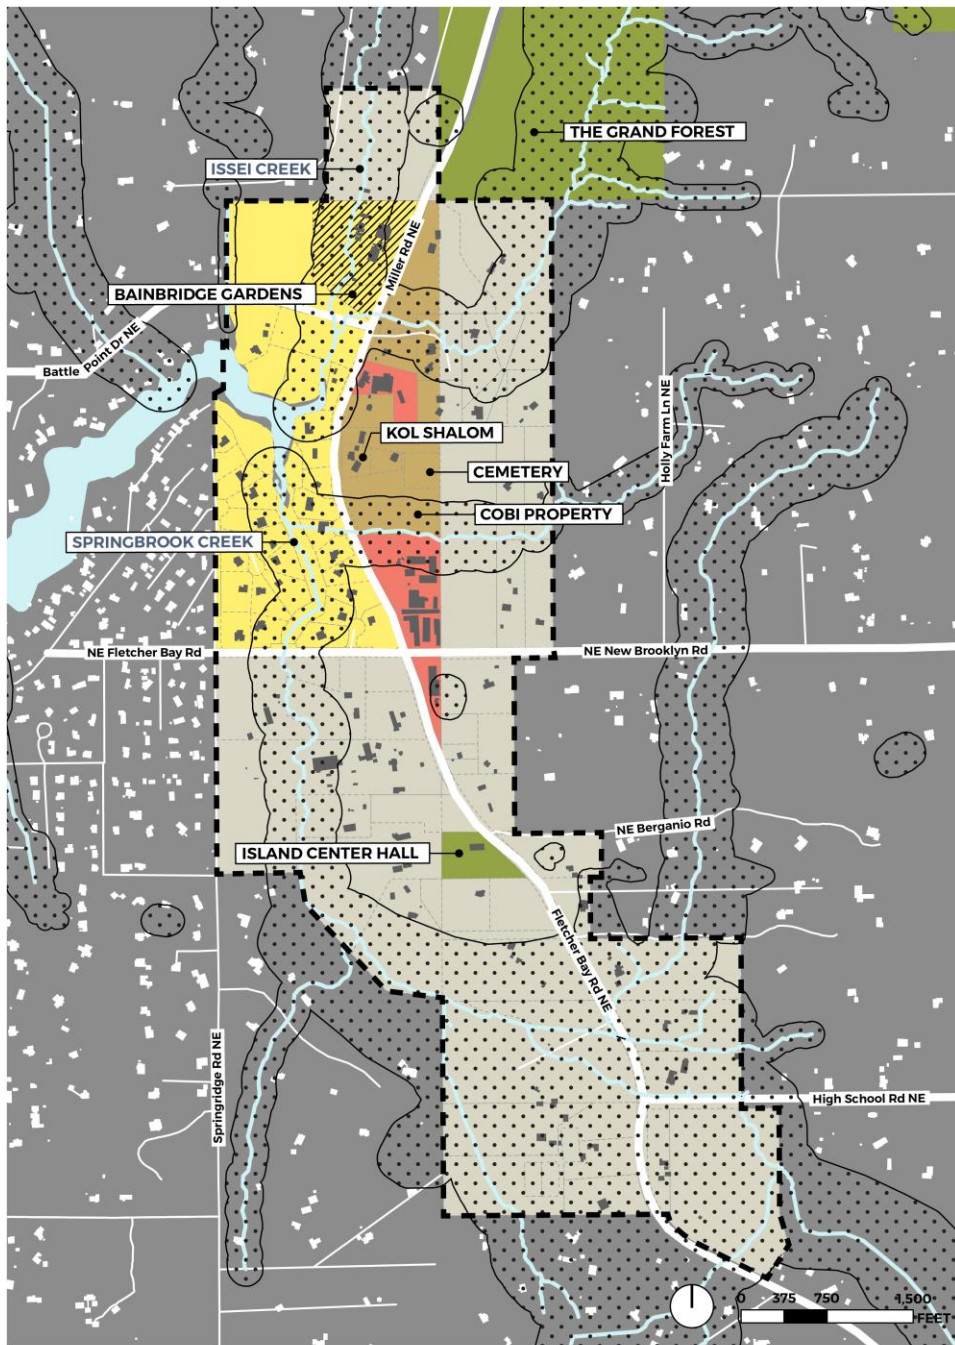 THE GRAND FOREST
ISSEI CREEK
Miller Rd NE
BAINBRIDGE GARDENS
Battle Point Dr NE
Holly Farm Ln NE
KOL SHALOM
CEMETERY
COBI PROPERTY
SPRINGBROOK CREEK
NE Fletcher Bay Rd
NE New Brooklyn Rd
NE Berganio Rd
ISLAND CENTER HALL
Fletcher Bay Rd NE
Springridge Rd NE
High School Rd NE
0 375 750 1,500
FEET